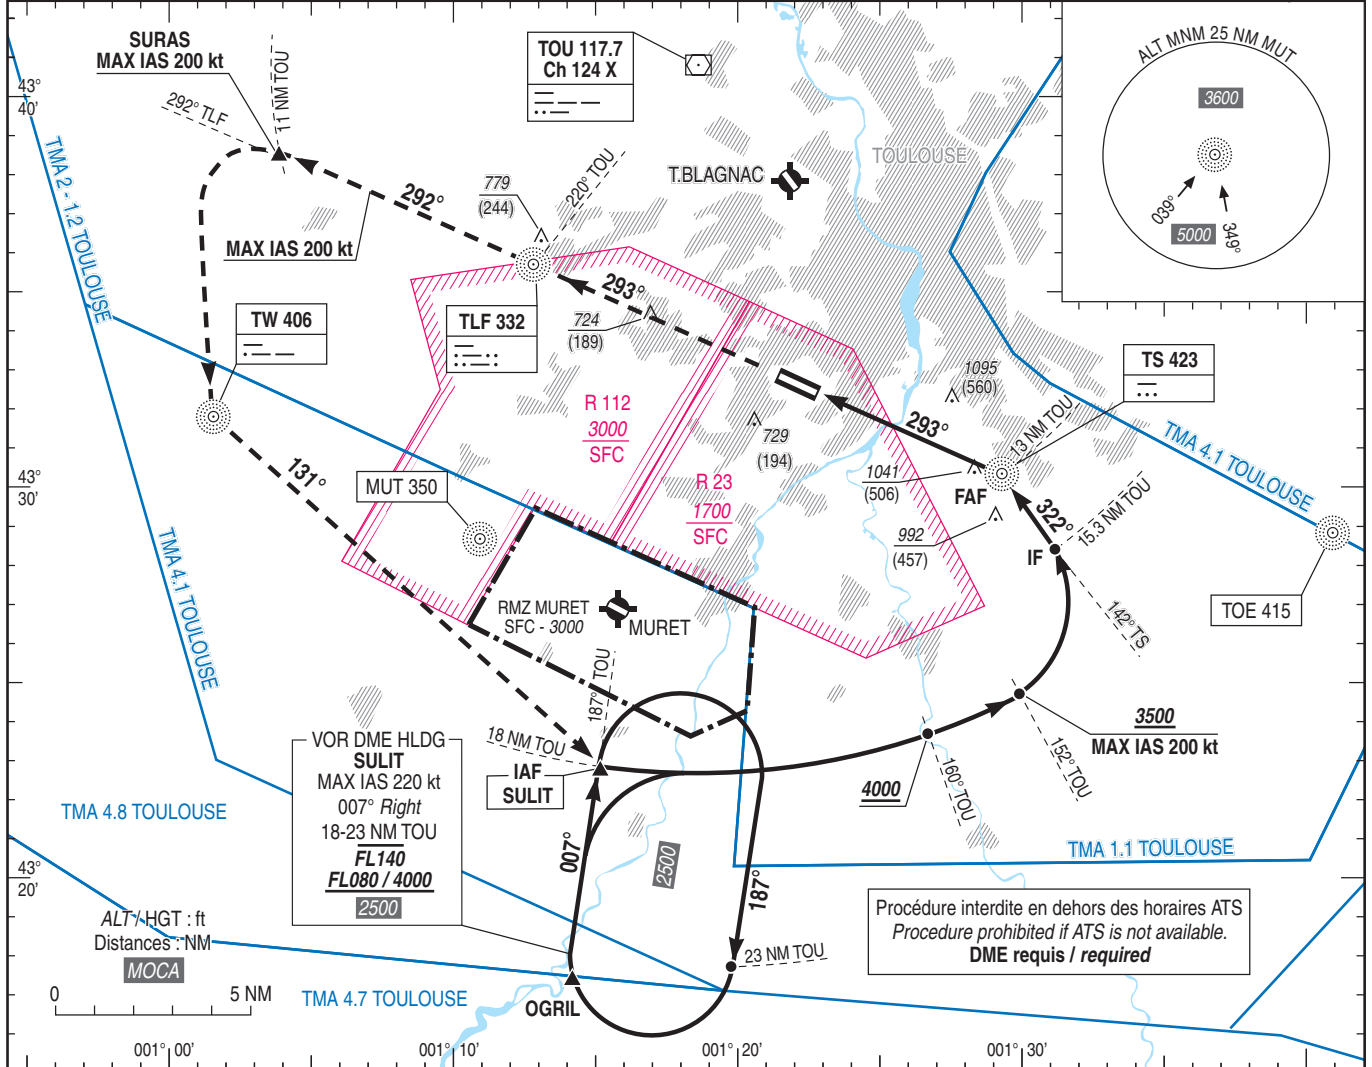 SURAS
MAX IAS 200 kt
292° TLF
11 NM TOU
TOU 117.7
Ch 124 X
ALT MNM 25 NM MUT
3600
039°
349°
5000
43°
40'
TMA 2 - 1.2 TOULOUSE
TOULOUSE
T.BLAGNAC
292°
779
(244)
220° TOU
MAX IAS 200 kt
293°
TW 406
TLF 332
724
(189)
TS 423
1095
(560)
13 NM TOU
293°
R 112
3000
SFC
729
(194)
TMA 4.1 TOULOUSE
131°
MUT 350
R 23
1700
SFC
1041
(506)
FAF
43°
30'
992
(457)
322°
15.3 NM TOU
IF
TMA 4.1 TOULOUSE
RMZ MURET
SFC - 3000
MURET
142° TS
TOE 415
187° TOU
18 NM TOU
IAF
SULIT
3500
MAX IAS 200 kt
152° TOU
4000
160° TOU
VOR DME HLDG
SULIT
MAX IAS 220 kt
007° Right
18-23 NM TOU
FL140
FL080 / 4000
2500
TMA 4.8 TOULOUSE
TMA 1.1 TOULOUSE
007°
2500
187°
43°
20'
Procédure interdite en dehors des horaires ATS
Procedure prohibited if ATS is not available.
DME requis / required
ALT / HGT : ft
Distances : NM
MOCA
0 5 NM
TMA 4.7 TOULOUSE
OGRIL
23 NM TOU
001° 00'
001° 10'
001° 20'
001° 30'